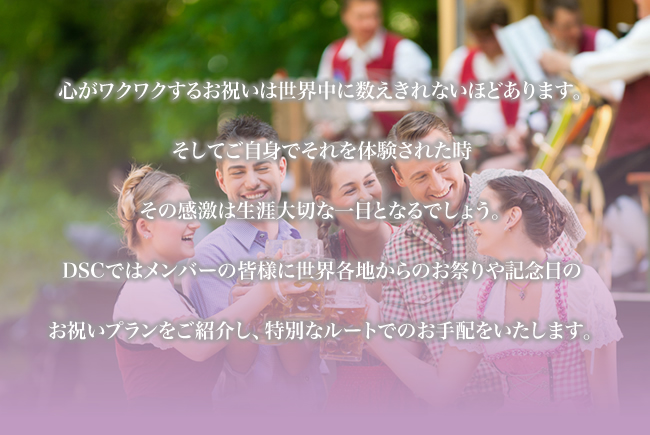 心がワクワクするお祝いは世界中に数えきれないほどあります。
そしてご自身でそれを体験された時
その感激は生涯大切な一日となるでしょう。
DSCではメンバーの皆様に世界各地からのお祭りや記念日の
お祝いプランをご紹介し、特別なルートでのお手配をいたします。